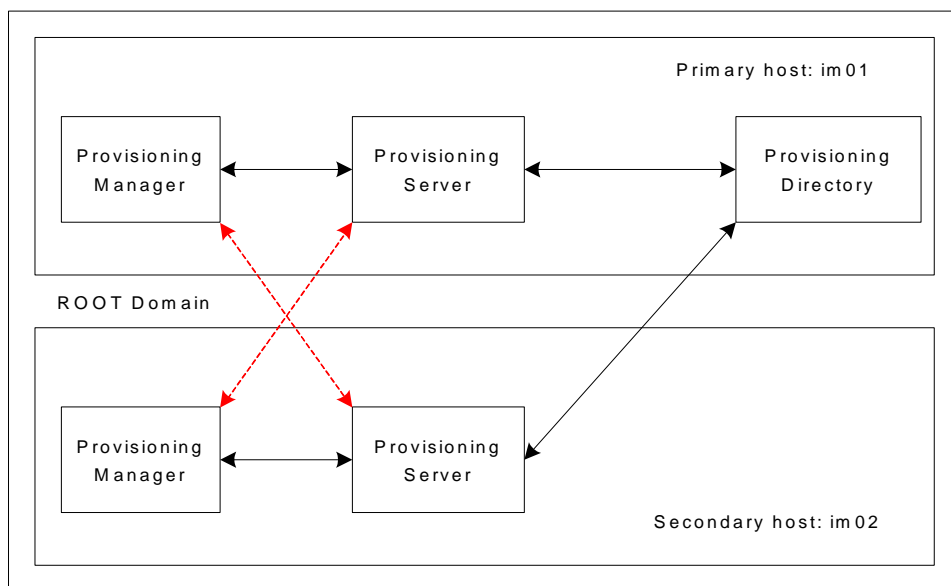 Primary host: im01
Provisioning
Manager
Provisioning
Server
Provisioning
Directory
ROOT Domain
Provisioning
Manager
Provisioning
Server
Secondary host: im02